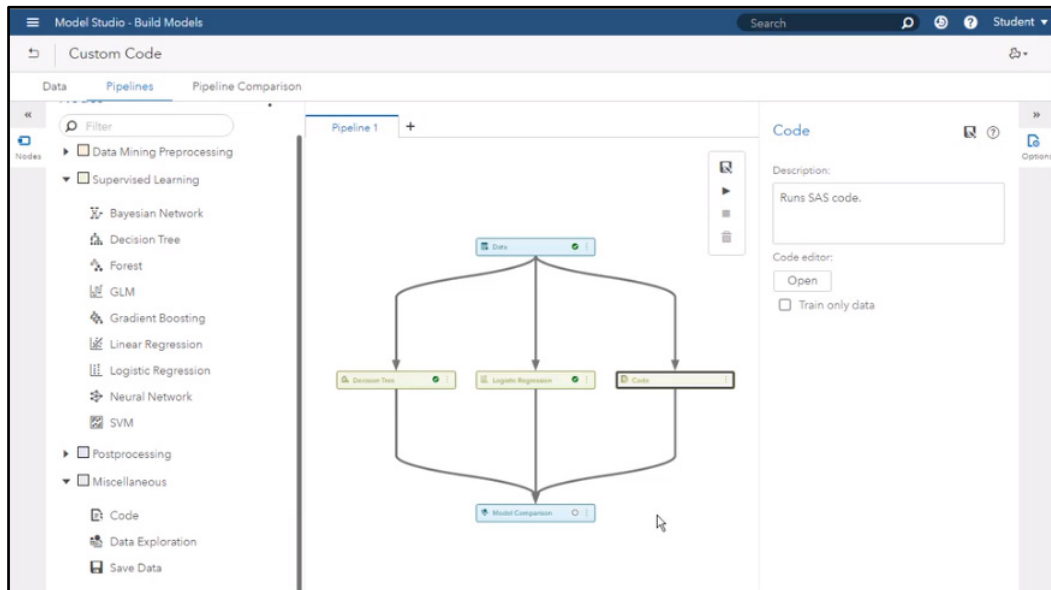 Model Studio - Build Models
Search
Student
Custom Code
Data
Pipelines
Pipeline Comparison
Nodes
Filter
Data Mining Preprocessing
Supervised Learning
Bayesian Network
Decision Tree
Forest
GLM
Gradient Boosting
Linear Regression
Logistic Regression
Neural Network
SVM
Postprocessing
Miscellaneous
Code
Data Exploration
Save Data
Pipeline 1
Data
Decision Tree
Logistic Regression
Code
Model Comparison
Code
Description:
Runs SAS code.
Code editor:
Open
Train only data